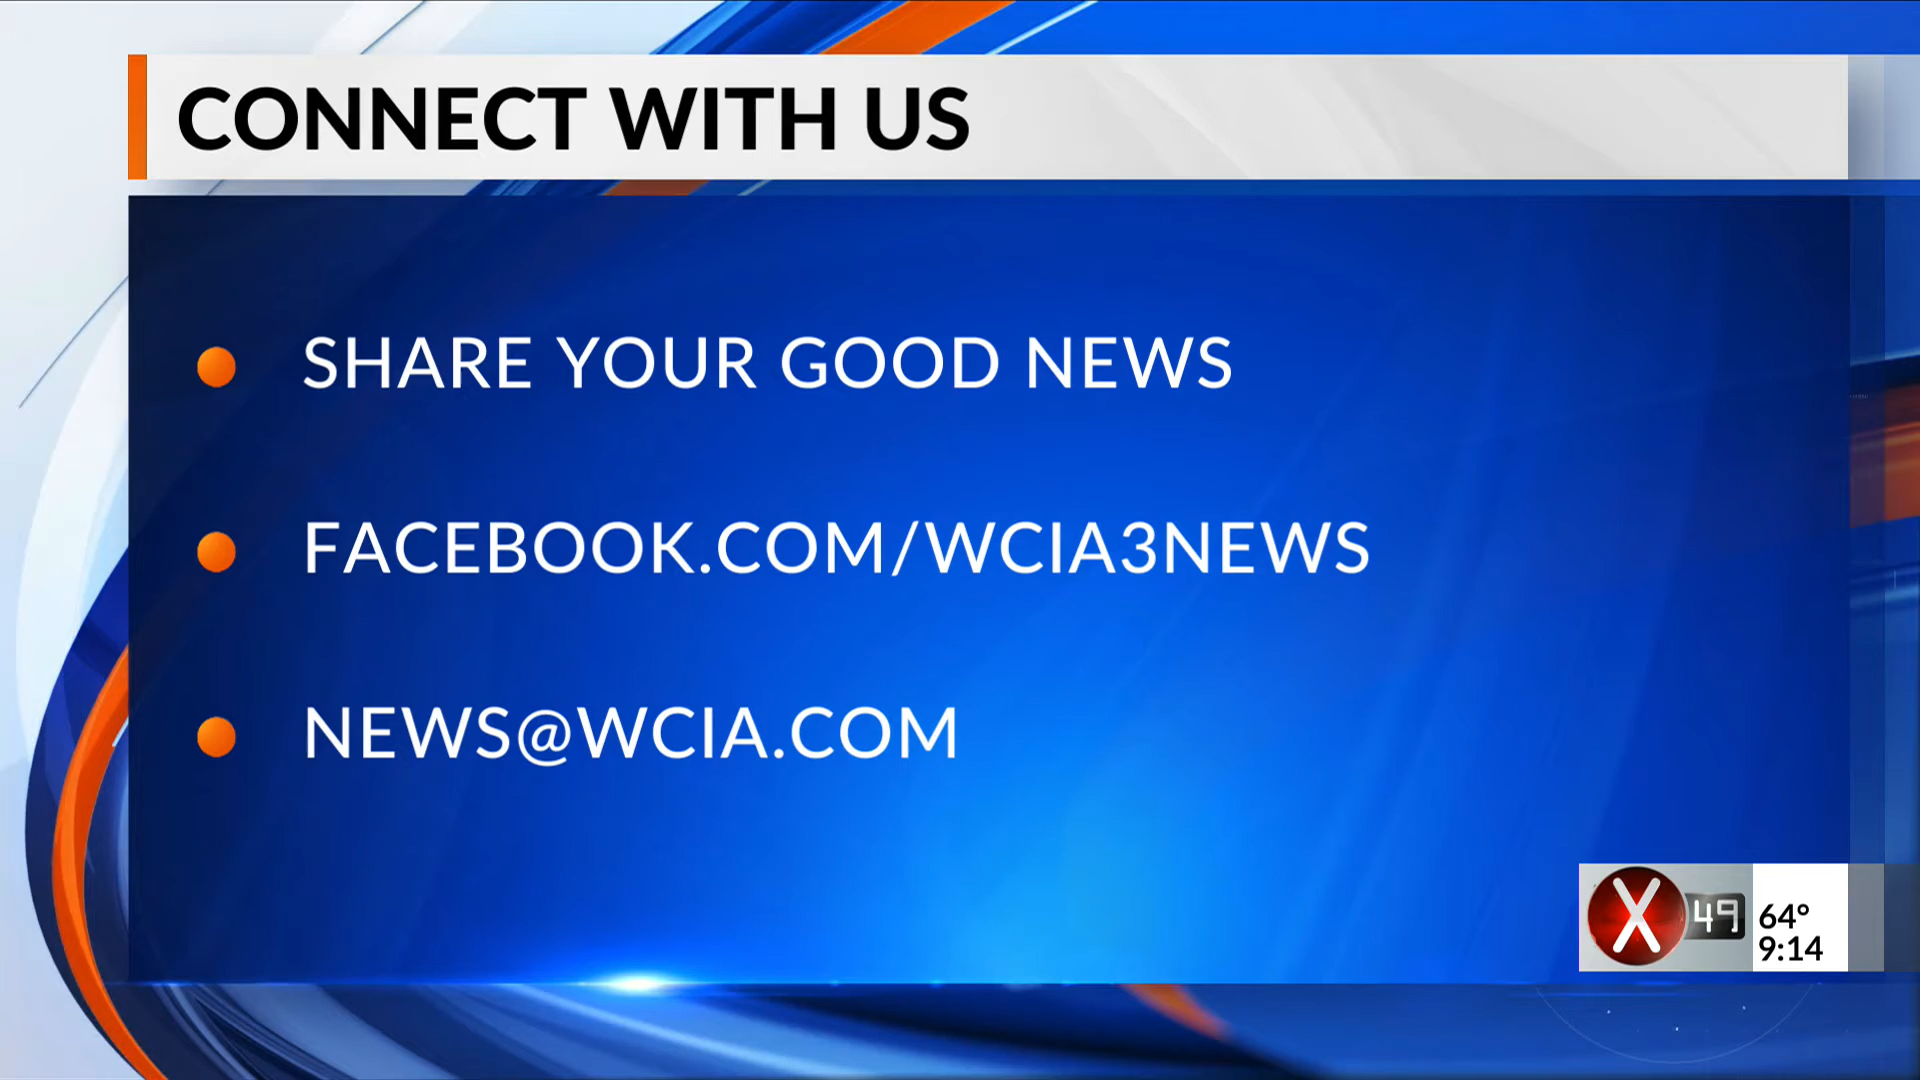 CONNECT WITH US
SHARE YOUR GOOD NEWS
FACEBOOK.COM/WCIA3NEWS
NEWS@WCIA.COM
X 49
64°
9:14